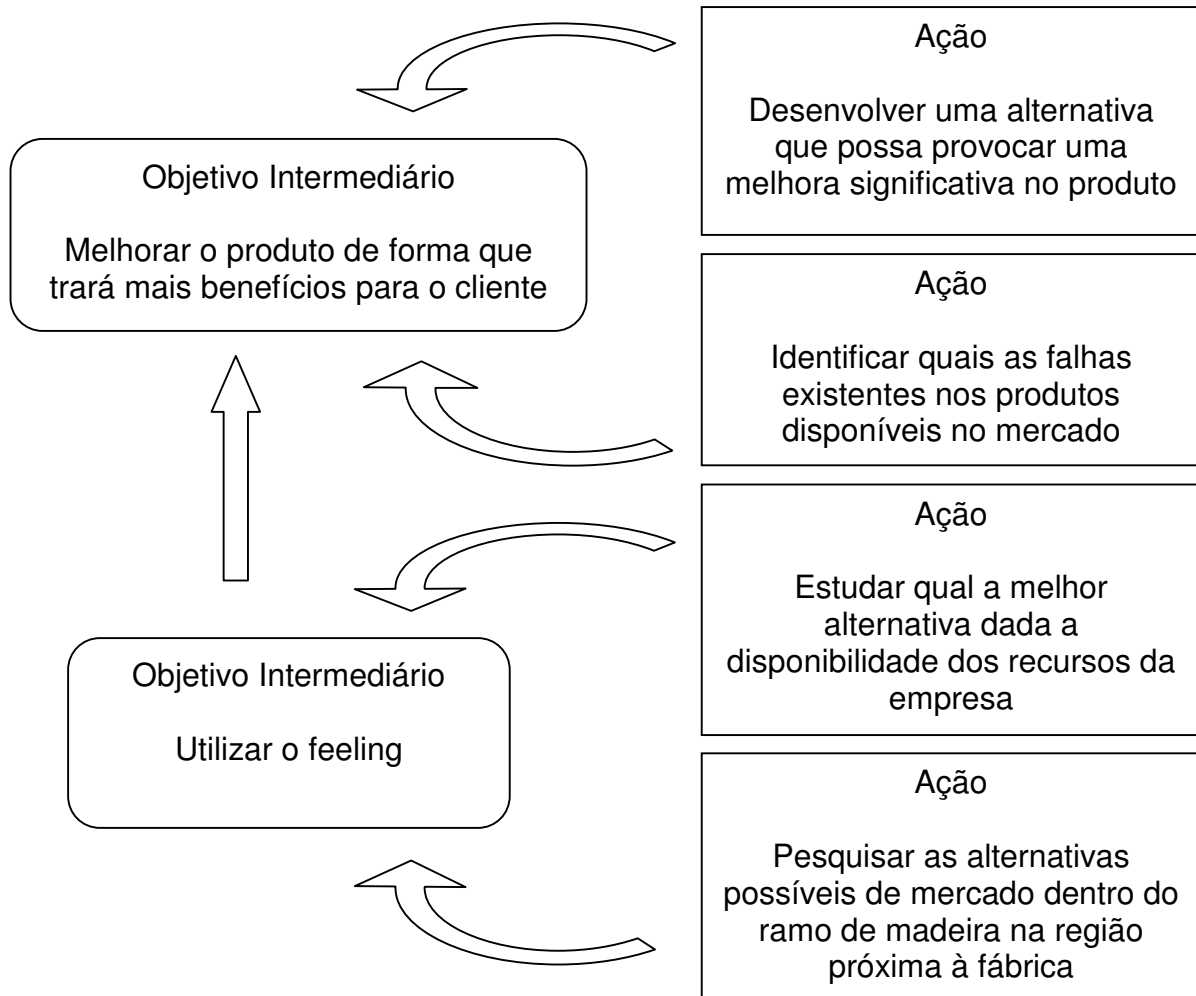 Ação
Desenvolver uma alternativa
que possa provocar uma
melhora significativa no produto
Objetivo Intermediário
Melhorar o produto de forma que
trará mais benefícios para o cliente
Ação
Identificar quais as falhas
existentes nos produtos
disponíveis no mercado
Ação
Estudar qual a melhor
alternativa dada a
disponibilidade dos recursos da
empresa
Objetivo Intermediário
Utilizar o feeling
Ação
Pesquisar as alternativas
possíveis de mercado dentro do
ramo de madeira na região
próxima à fábrica